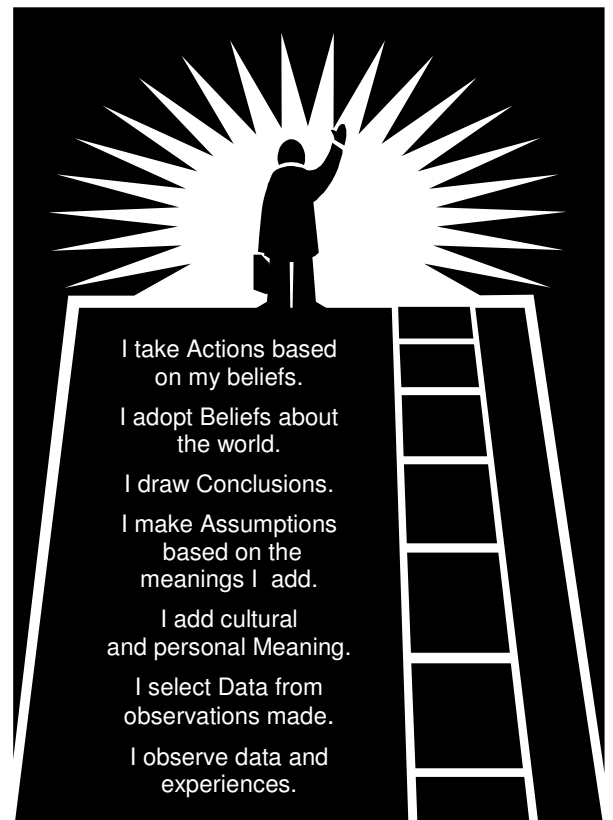 I take Actions based
on my beliefs.
I adopt Beliefs about
the world.
I draw Conclusions.
I make Assumptions
based on the
meanings I  add.
I add cultural
and personal Meaning.
I select Data from
observations made.
I observe data and
experiences.